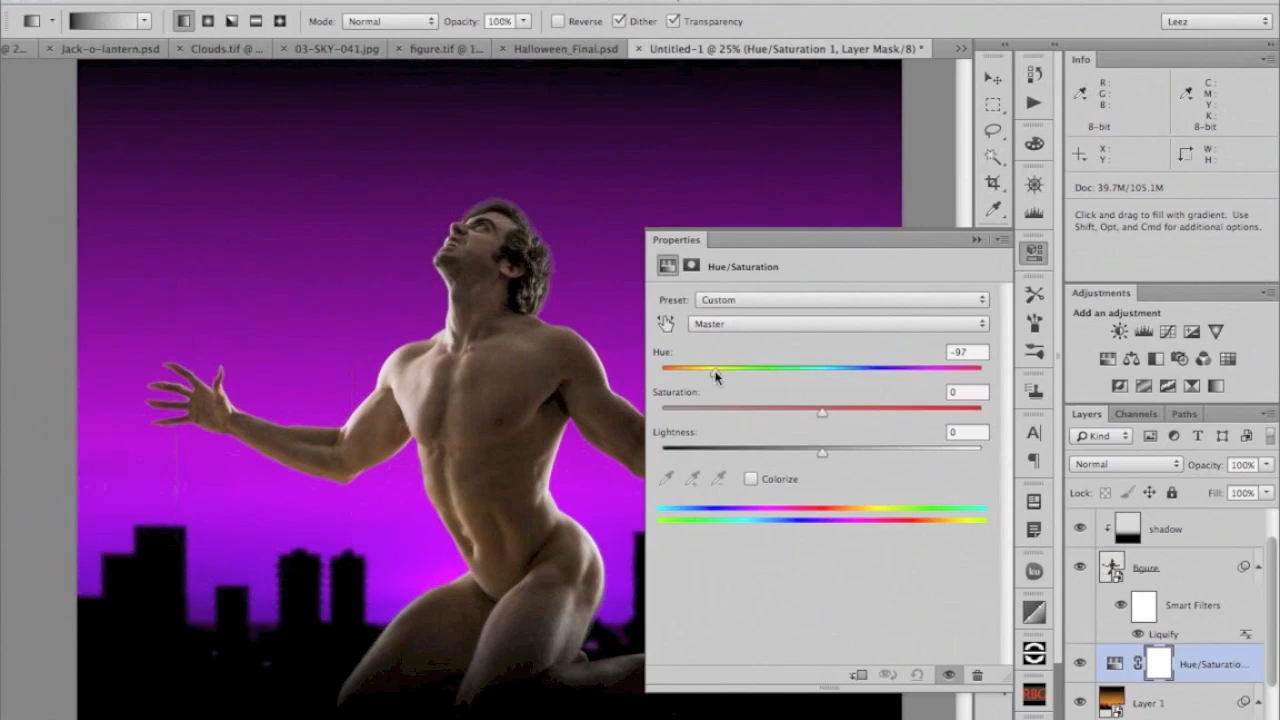 Mode: Normal Opacity: 100% Reverse Dither Transparency Leez
@ 2... × Jack-o-lantern.psd × Clouds.tif @ ... × 03-SKY-041.jpg × figure.tif @ 1... × Halloween_Final.psd × Untitled-1 @ 25% (Hue/Saturation 1, Layer Mask/8) *
Info
R: C:
G: M:
B: Y:
K:
8-bit 8-bit
X: W:
Y: H:
Doc: 39.7M/105.1M
Click and drag to fill with gradient. Use
Shift, Opt, and Cmd for additional options.
Properties
Hue/Saturation
Preset: Custom
Master
Hue: -97
Saturation: 0
Lightness: 0
Colorize
Adjustments
Add an adjustment
Layers Channels Paths
Kind
Normal Opacity: 100%
Lock: Fill: 100%
shadow
figure
Smart Filters
Liquify
Hue/Saturatio...
Layer 1
A
ku
RBC